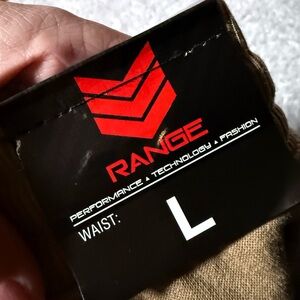 RANGE
PERFORMANCE ▲ TECHNOLOGY ▲ FASHION
WAIST:
L